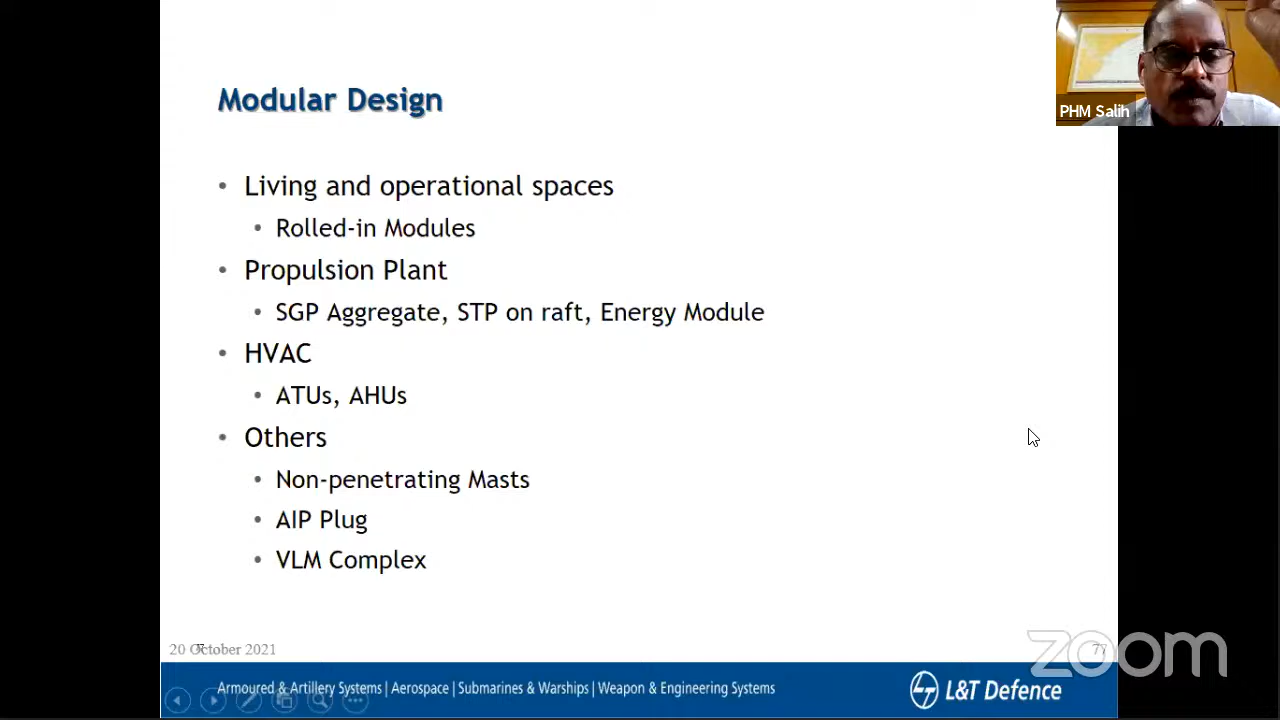 Modular Design
PHM Salih
• Living and operational spaces
• Rolled-in Modules
• Propulsion Plant
• SGP Aggregate, STP on raft, Energy Module
• HVAC
• ATUs, AHUs
• Others
• Non-penetrating Masts
• AIP Plug
• VLM Complex
20 October 2021
77
zoom
Armoured & Artillery Systems | Aerospace | Submarines & Warships | Weapon & Engineering Systems
L&T Defence